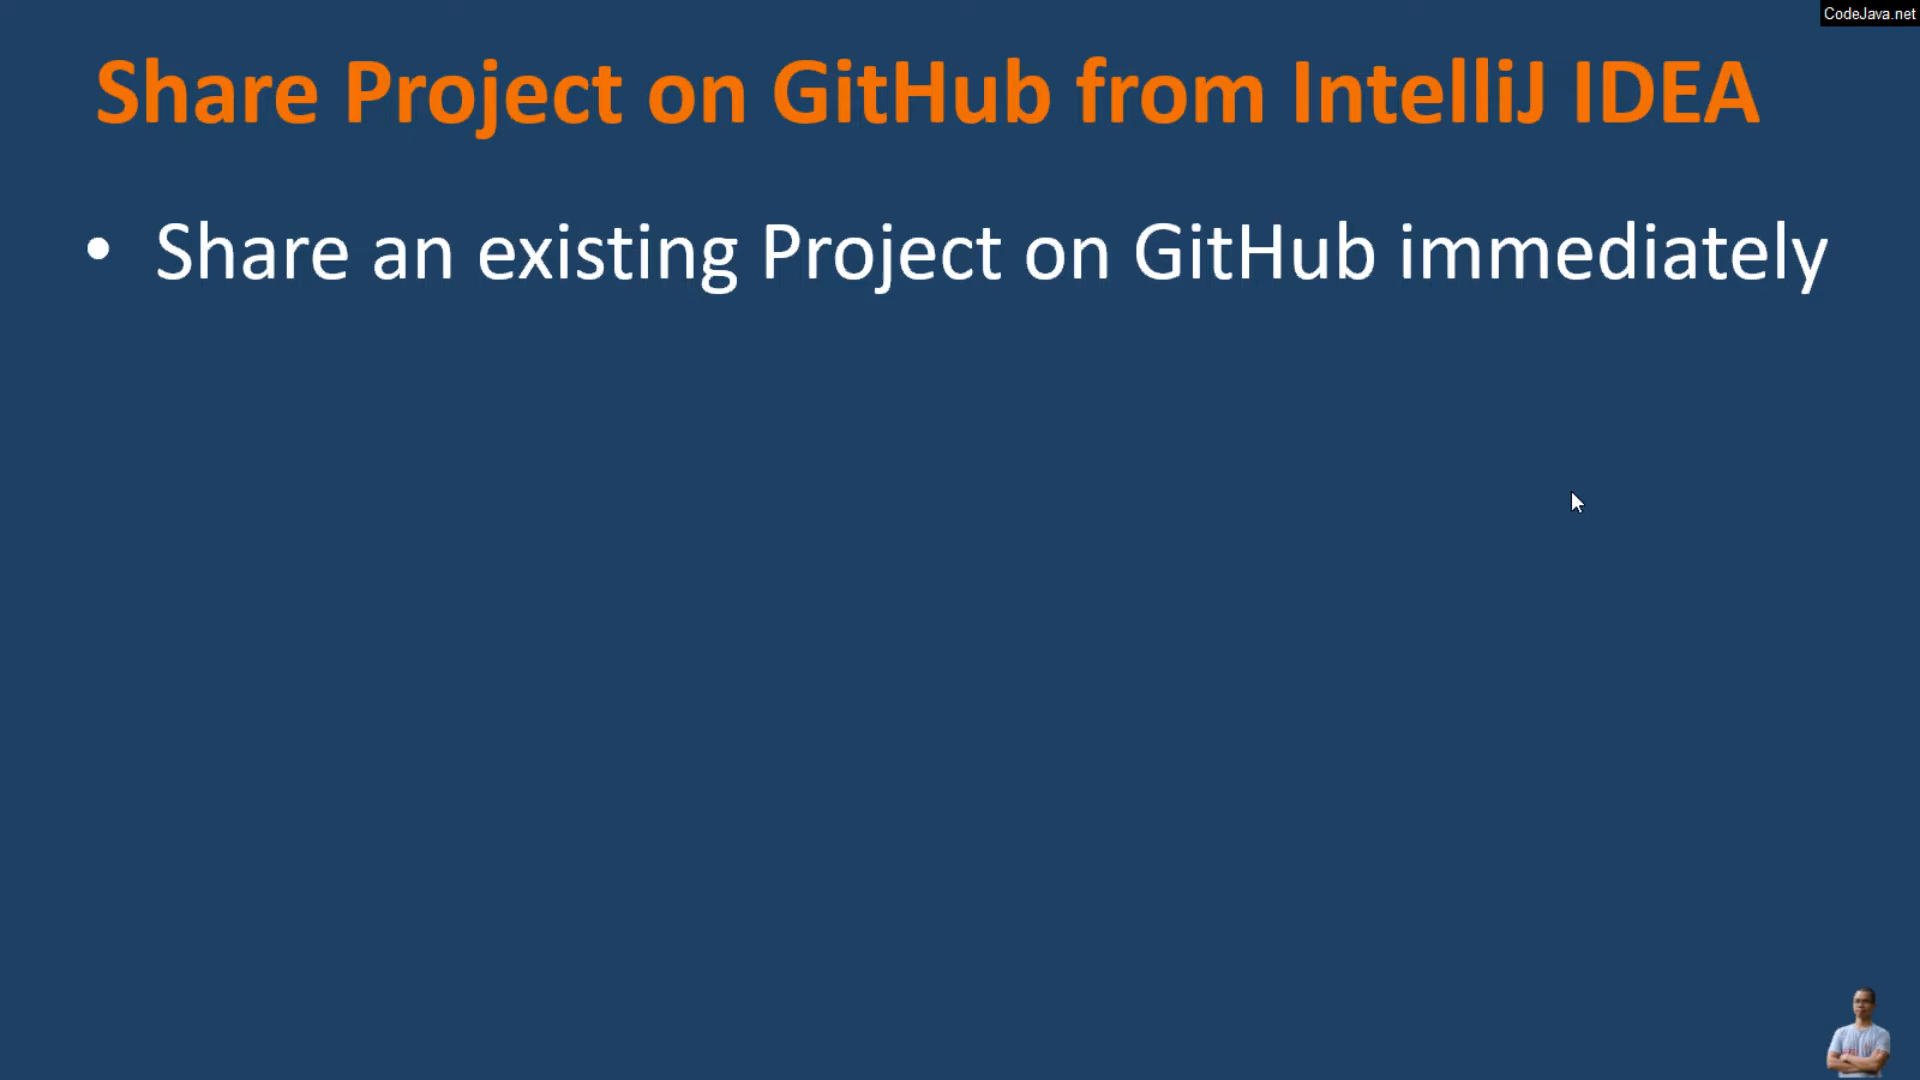 CodeJava.net
Share Project on GitHub from IntelliJ IDEA
• Share an existing Project on GitHub immediately